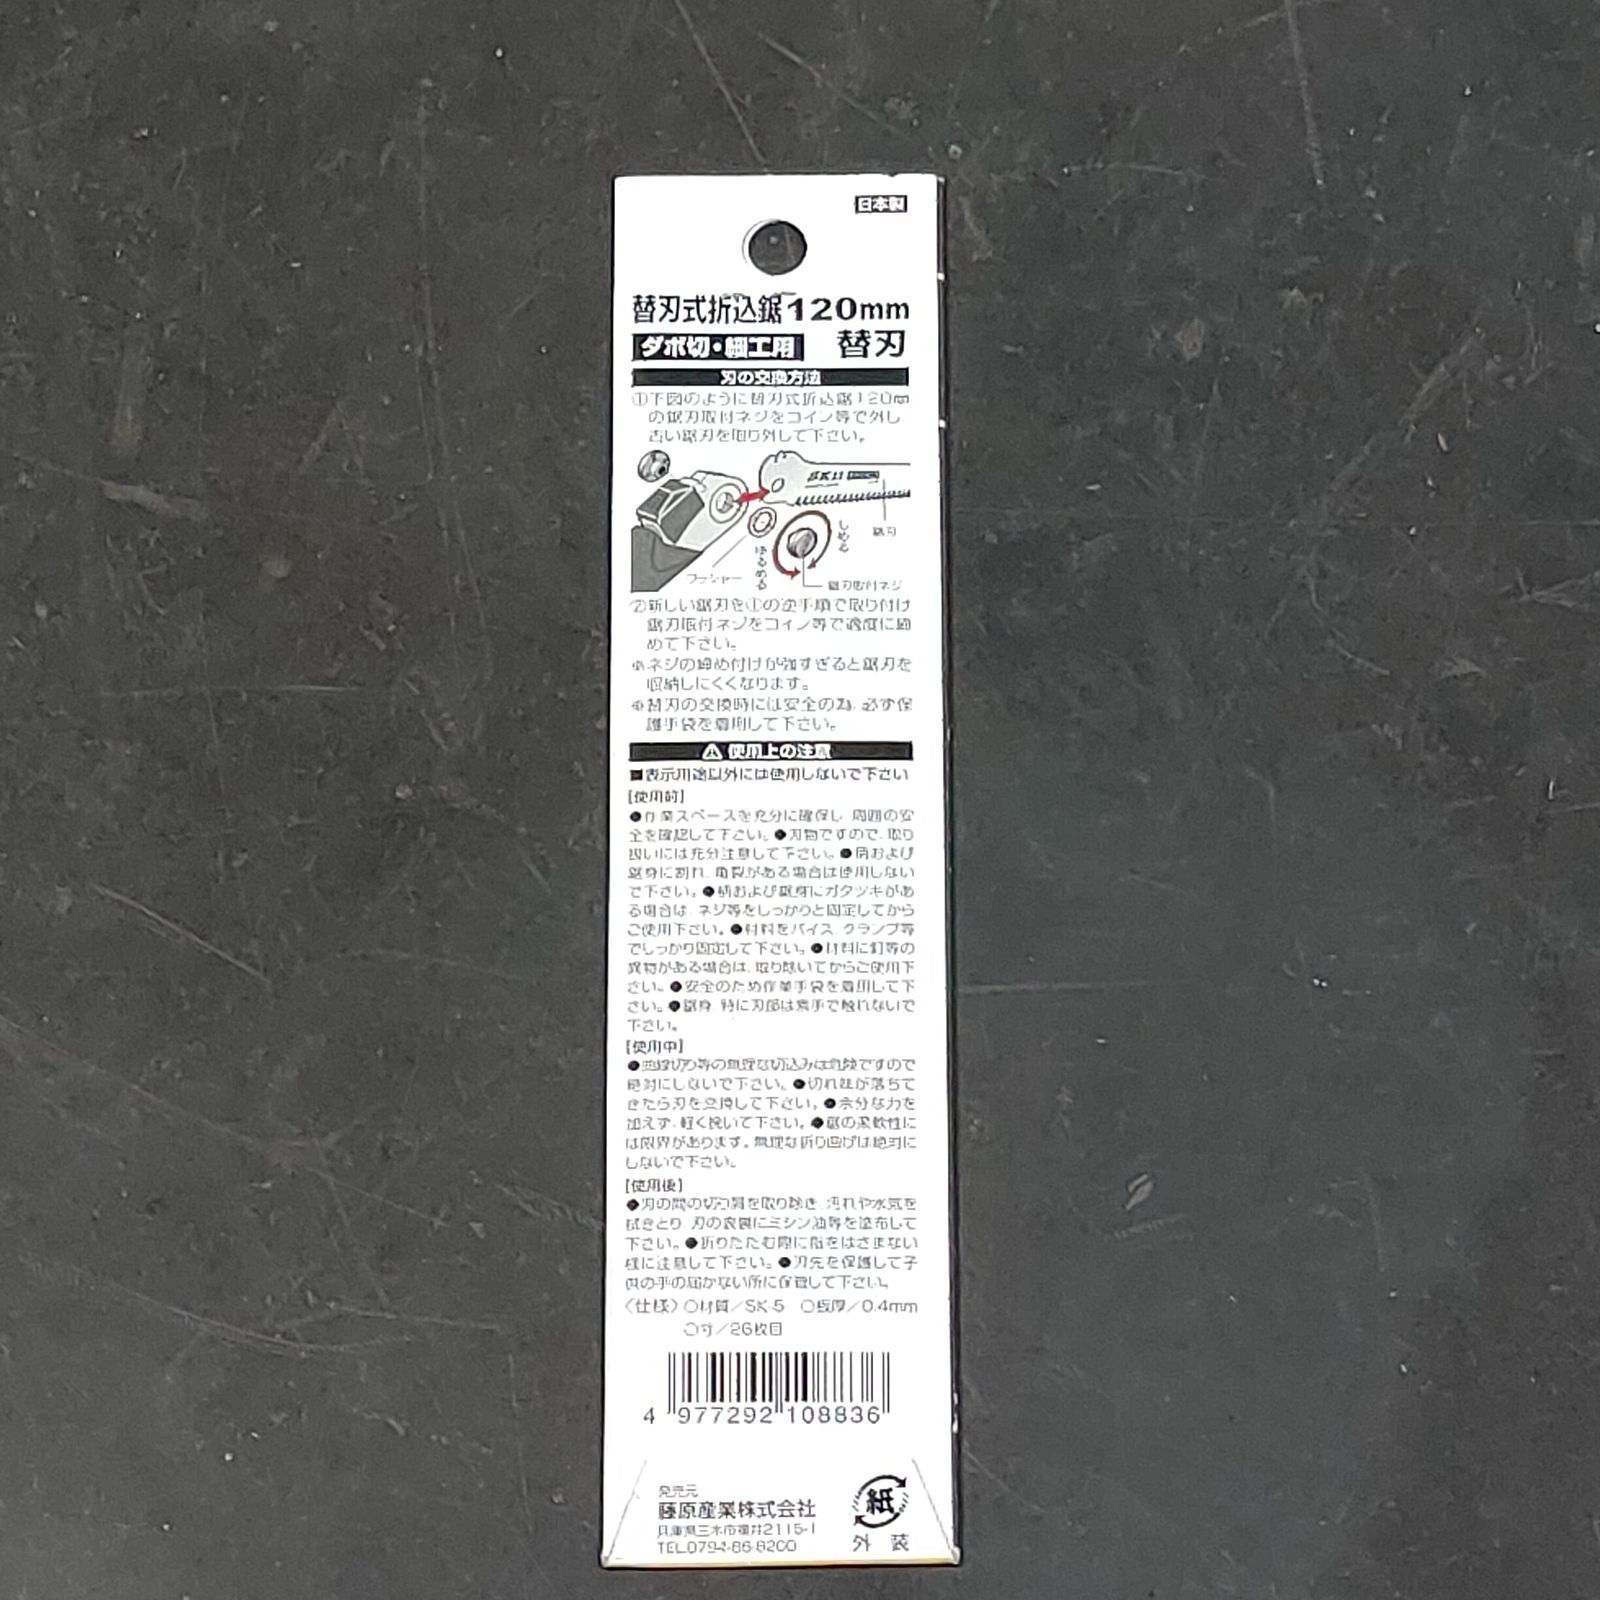 日本製
替刃式折込鋸120mm
ダボ切・細工用 替刃
刃の交換方法
①下図のように替刃式折込鋸120mm
の鋸刃取付ネジをコイン等で外し、
古い鋸刃を取り外して下さい。
SK11
しめる
鋸刃
ゆるめる
ワッシャー
鋸刃取付ネジ
②新しい鋸刃を①の逆手順で取り付け
鋸刃取付ネジをコイン等で適度に締
めて下さい。
※ネジの締め付けが強すぎると鋸刃を
収納しにくくなります。
※替刃の交換時には安全の為、必ず保
護手袋を着用して下さい。
⚠ 使用上の注意
■表示用途以外には使用しないで下さい
[使用前]
●作業スペースを充分に確保し、周囲の安
全を確認して下さい。●刃物ですので、取り
扱いには充分注意して下さい。●柄および
鋸身に割れ、亀裂がある場合は使用しない
で下さい。●柄および鋸身にガタツキがあ
る場合は、ネジ等をしっかりと固定してから
ご使用下さい。●材料をバイス、クランプ等
でしっかり固定して下さい。●材料に釘等の
異物がある場合は、取り除いてからご使用下
さい。●安全のため作業手袋を着用して下
さい。●鋸身、特に刃部は素手で触れないで
下さい。
[使用中]
●曲線切り等の無理な切込みは危険ですので
絶対にしないで下さい。●切れ味が落ちて
きたら刃を交換して下さい。●余分な力を
加えず、軽く挽いて下さい。●鋸の柔軟性に
は限界があります。無理な折り曲げは絶対に
しないで下さい。
[使用後]
●刃の間の切り屑を取り除き、汚れや水気を
拭きとり、刃の表裏にミシン油等を塗布して
下さい。●折りたたむ際に指をはさまない
様に注意して下さい。●刃先を保護して子
供の手の届かない所に保管して下さい。
〈仕様〉○材質/SK-5 ○板厚/0.4mm
○寸/26枚目
4 977292 108836
発売元
藤原産業株式会社
兵庫県三木市福井2115-1
TEL.0794-86-8200
紙
外装